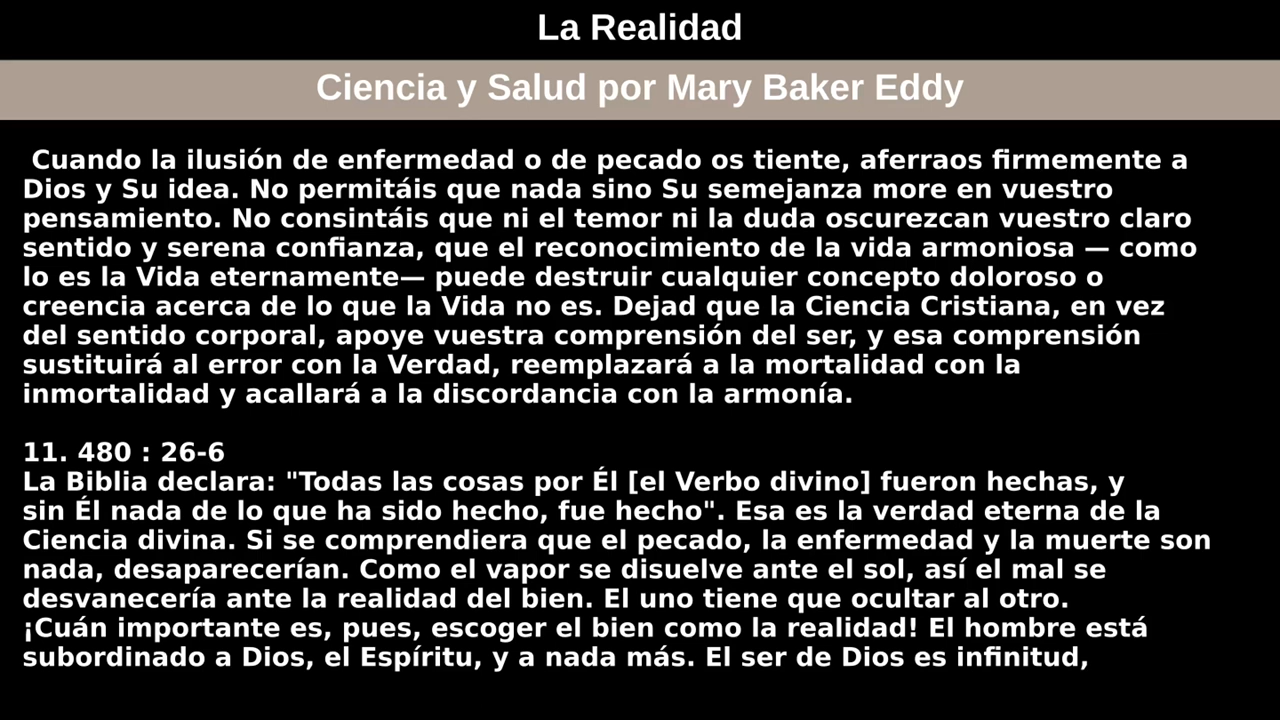 La Realidad
Ciencia y Salud por Mary Baker Eddy
Cuando la ilusión de enfermedad o de pecado os tiente, aferraos firmemente a
Dios y Su idea. No permitáis que nada sino Su semejanza more en vuestro
pensamiento. No consintáis que ni el temor ni la duda oscurezcan vuestro claro
sentido y serena confianza, que el reconocimiento de la vida armoniosa — como
lo es la Vida eternamente— puede destruir cualquier concepto doloroso o
creencia acerca de lo que la Vida no es. Dejad que la Ciencia Cristiana, en vez
del sentido corporal, apoye vuestra comprensión del ser, y esa comprensión
sustituirá al error con la Verdad, reemplazará a la mortalidad con la
inmortalidad y acallará a la discordancia con la armonía.
11. 480 : 26-6
La Biblia declara: "Todas las cosas por Él [el Verbo divino] fueron hechas, y
sin Él nada de lo que ha sido hecho, fue hecho". Esa es la verdad eterna de la
Ciencia divina. Si se comprendiera que el pecado, la enfermedad y la muerte son
nada, desaparecerían. Como el vapor se disuelve ante el sol, así el mal se
desvanecería ante la realidad del bien. El uno tiene que ocultar al otro.
¡Cuán importante es, pues, escoger el bien como la realidad! El hombre está
subordinado a Dios, el Espíritu, y a nada más. El ser de Dios es infinitud,